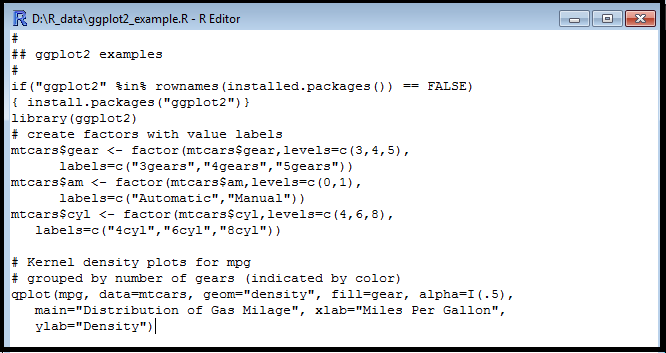 D:\R_data\ggplot2_example.R - R Editor
#
## ggplot2 examples
#
if("ggplot2" %in% rownames(installed.packages()) == FALSE)
{ install.packages("ggplot2")}
library(ggplot2)
# create factors with value labels
mtcars$gear <- factor(mtcars$gear,levels=c(3,4,5),
labels=c("3gears","4gears","5gears"))
mtcars$am <- factor(mtcars$am,levels=c(0,1),
labels=c("Automatic","Manual"))
mtcars$cyl <- factor(mtcars$cyl,levels=c(4,6,8),
labels=c("4cyl","6cyl","8cyl"))
# Kernel density plots for mpg
# grouped by number of gears (indicated by color)
qplot(mpg, data=mtcars, geom="density", fill=gear, alpha=I(.5),
main="Distribution of Gas Milage", xlab="Miles Per Gallon",
ylab="Density")